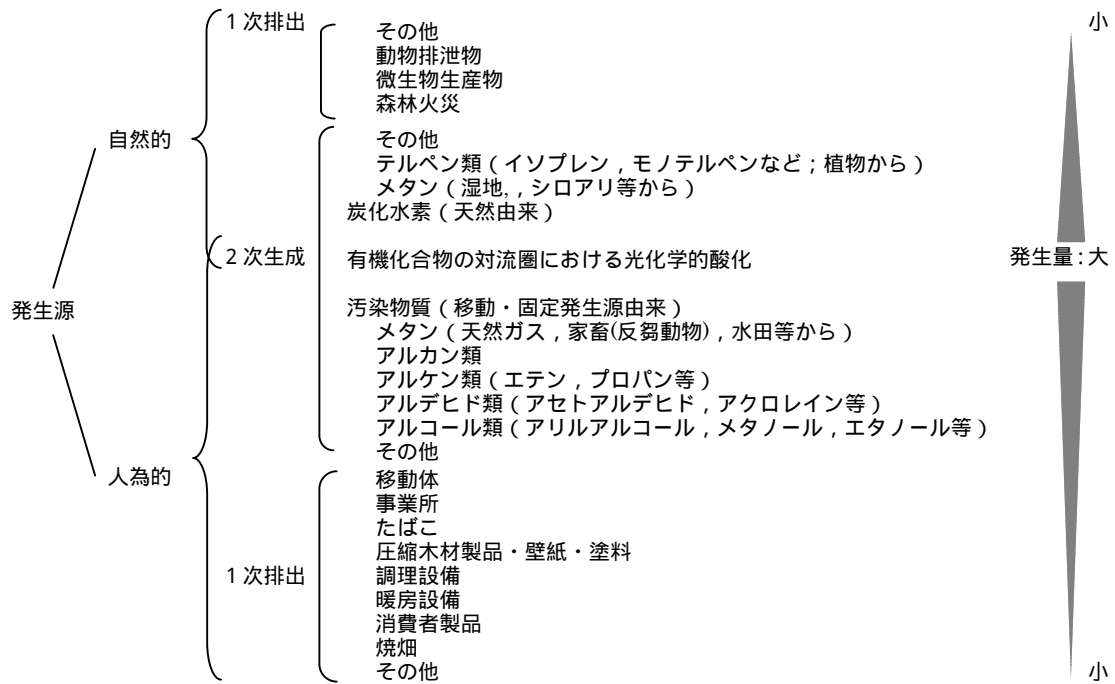 1次排出
小
その他
動物排泄物
微生物生産物
森林火災
自然的
その他
テルペン類(イソプレン,モノテルペンなど;植物から)
メタン(湿地,,シロアリ等から)
炭化水素(天然由来)
2次生成
有機化合物の対流圏における光化学的酸化
発生量:大
発生源
汚染物質(移動・固定発生源由来)
メタン(天然ガス,家畜(反芻動物),水田等から)
アルカン類
アルケン類(エテン,プロパン等)
アルデヒド類(アセトアルデヒド,アクロレイン等)
アルコール類(アリルアルコール,メタノール,エタノール等)
その他
人為的
移動体
事業所
たばこ
圧縮木材製品・壁紙・塗料
1次排出
調理設備
暖房設備
消費者製品
焼畑
その他
小